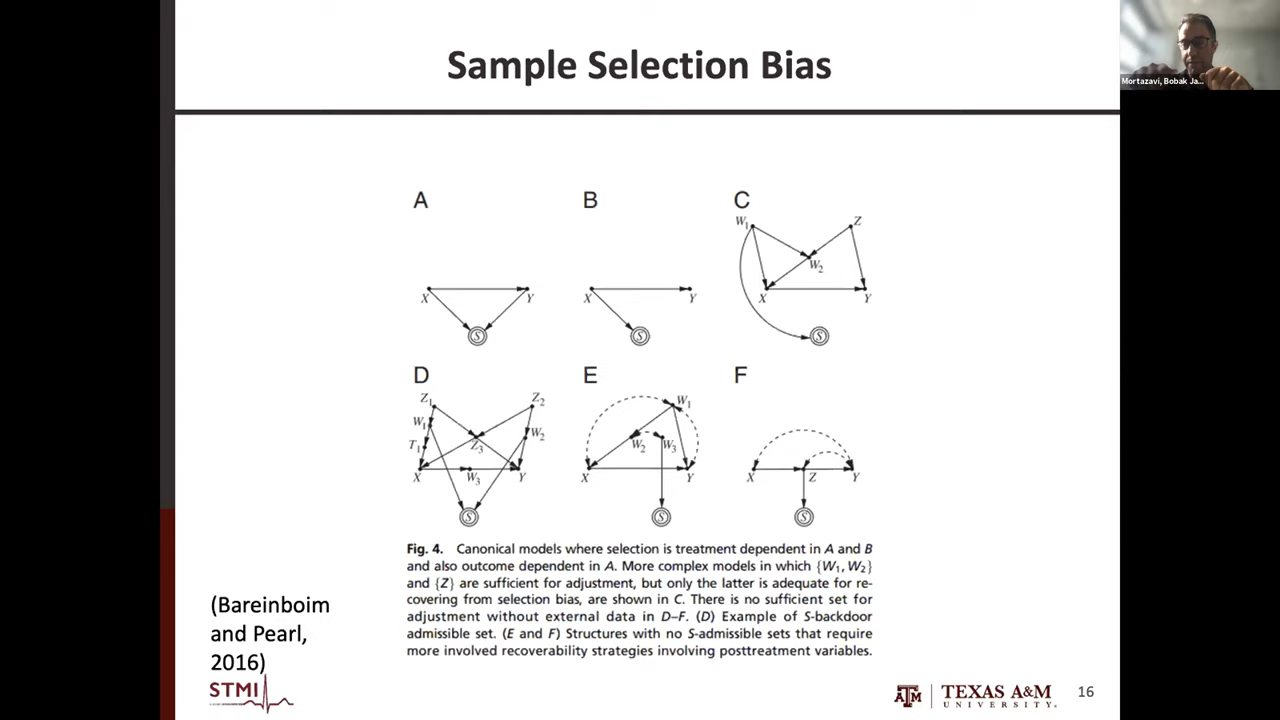 Sample Selection Bias
Mortazavi, Bobak Ja...
A
B
C
X
Y
S
X
Y
S
W1
Z
W2
X
Y
S
D
E
F
Z1
Z2
W1
W2
T1
Z3
X
W3
Y
S
W1
W2
W3
X
Y
S
X
Z
Y
S
Fig. 4. Canonical models where selection is treatment dependent in A and B
and also outcome dependent in A. More complex models in which {W1, W2}
and {Z} are sufficient for adjustment, but only the latter is adequate for re-
covering from selection bias, are shown in C. There is no sufficient set for
adjustment without external data in D–F. (D) Example of S-backdoor
admissible set. (E and F) Structures with no S-admissible sets that require
more involved recoverability strategies involving posttreatment variables.
(Bareinboim
and Pearl,
2016)
STMI
ATM
TEXAS A&M
UNIVERSITY.
16